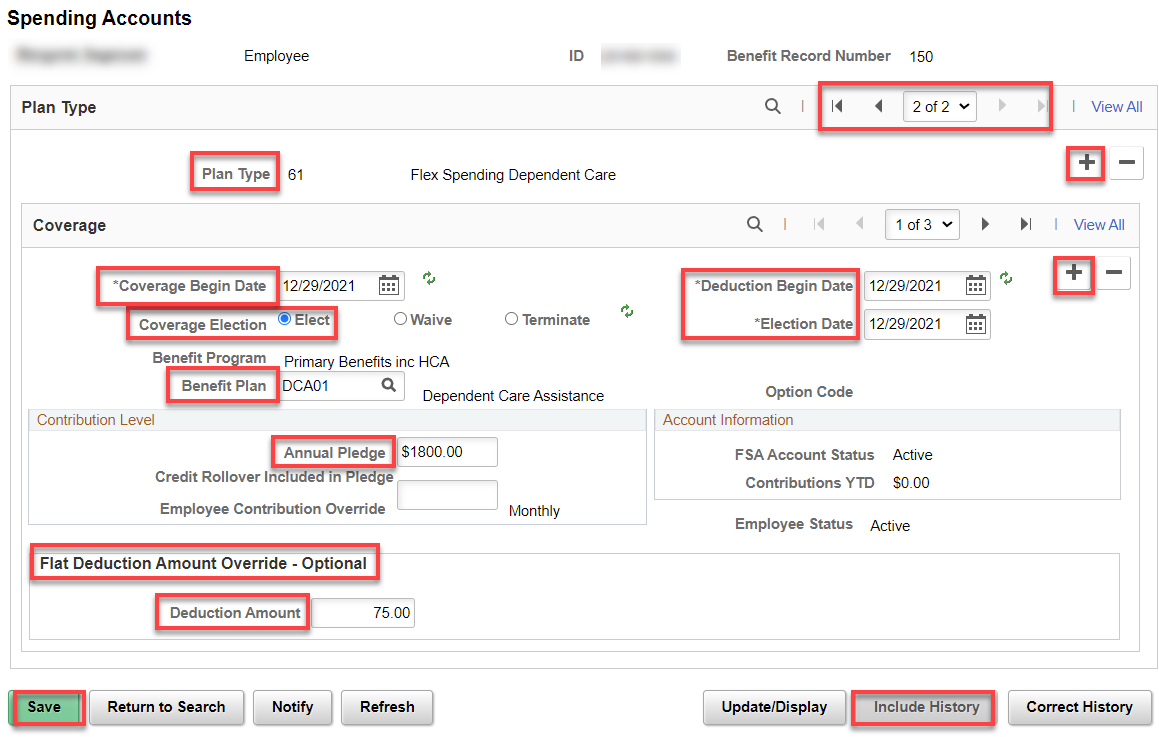 Spending Accounts
Employee ID Benefit Record Number 150
Plan Type 2 of 2 View All
Plan Type 61 Flex Spending Dependent Care
Coverage 1 of 3 View All
*Coverage Begin Date 12/29/2021 *Deduction Begin Date 12/29/2021
Coverage Election Elect Waive Terminate *Election Date 12/29/2021
Benefit Program Primary Benefits inc HCA
Benefit Plan DCA01 Dependent Care Assistance Option Code
Contribution Level Account Information
Annual Pledge $1800.00 FSA Account Status Active
Credit Rollover Included in Pledge Contributions YTD $0.00
Employee Contribution Override Monthly
Employee Status Active
Flat Deduction Amount Override - Optional
Deduction Amount 75.00
Save Return to Search Notify Refresh Update/Display Include History Correct History